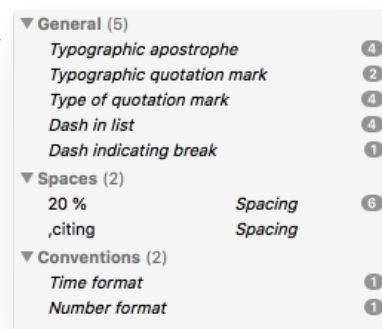 General (5)
Typographic apostrophe 4
Typographic quotation mark 2
Type of quotation mark 4
Dash in list 4
Dash indicating break 1
Spaces (2)
20 % Spacing 6
,citing Spacing
Conventions (2)
Time format 1
Number format 1